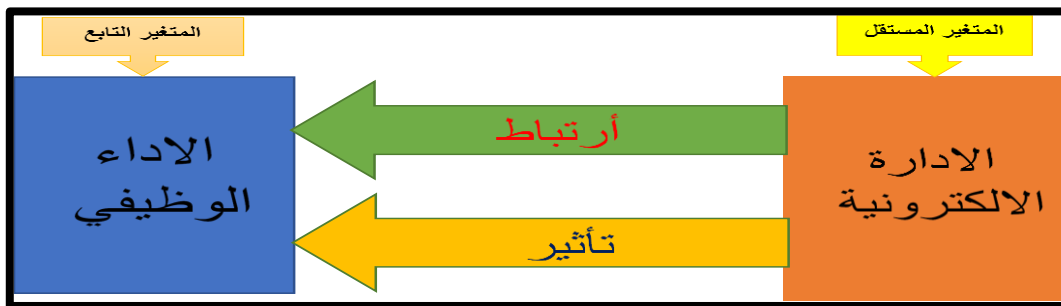 المتغير المستقل
المتغير التابع
الادارة
الالكترونية
أرتباط
تأثير
الاداء
الوظيفي